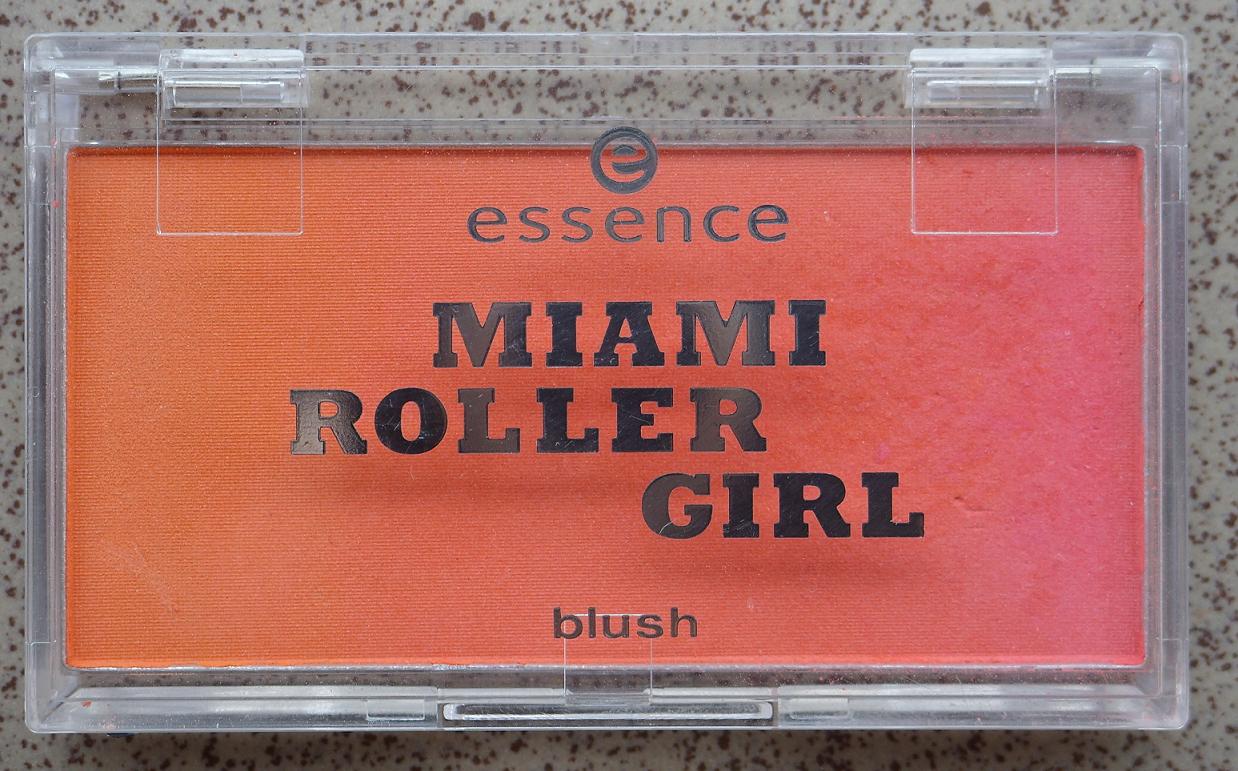 e
essence
MIAMI
ROLLER
GIRL
blush